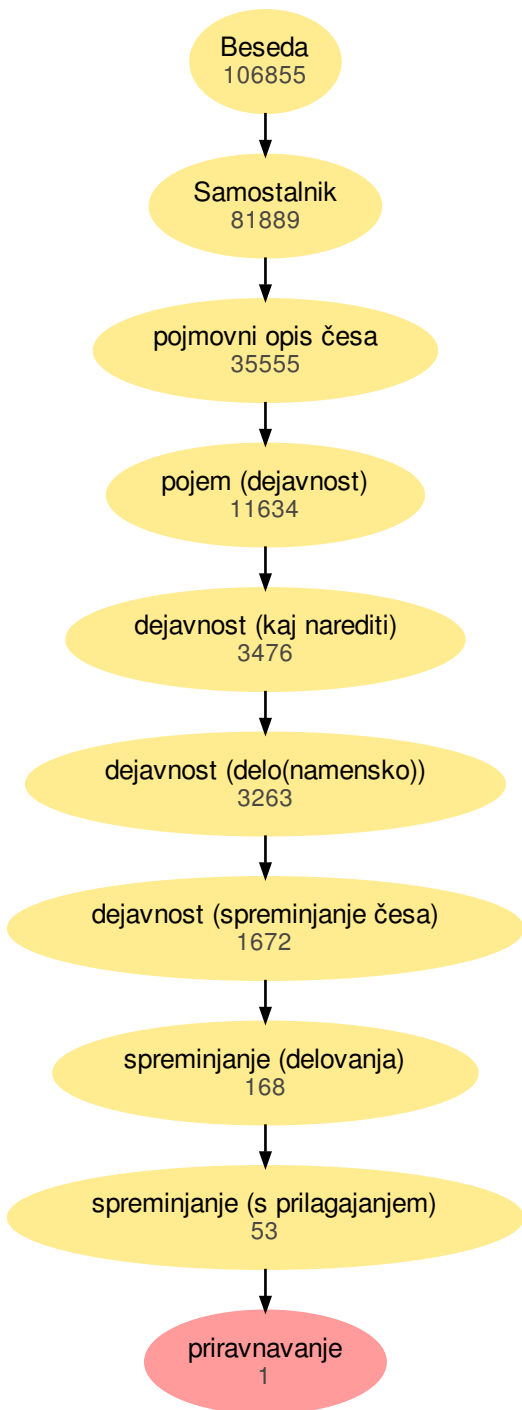 Beseda
106855
Samostalnik
81889
pojmovni opis česa
35555
pojem (dejavnost)
11634
dejavnost (kaj narediti)
3476
dejavnost (delo(namensko))
3263
dejavnost (spreminjanje česa)
1672
spreminjanje (delovanja)
168
spreminjanje (s prilagajanjem)
53
priravnavanje
1